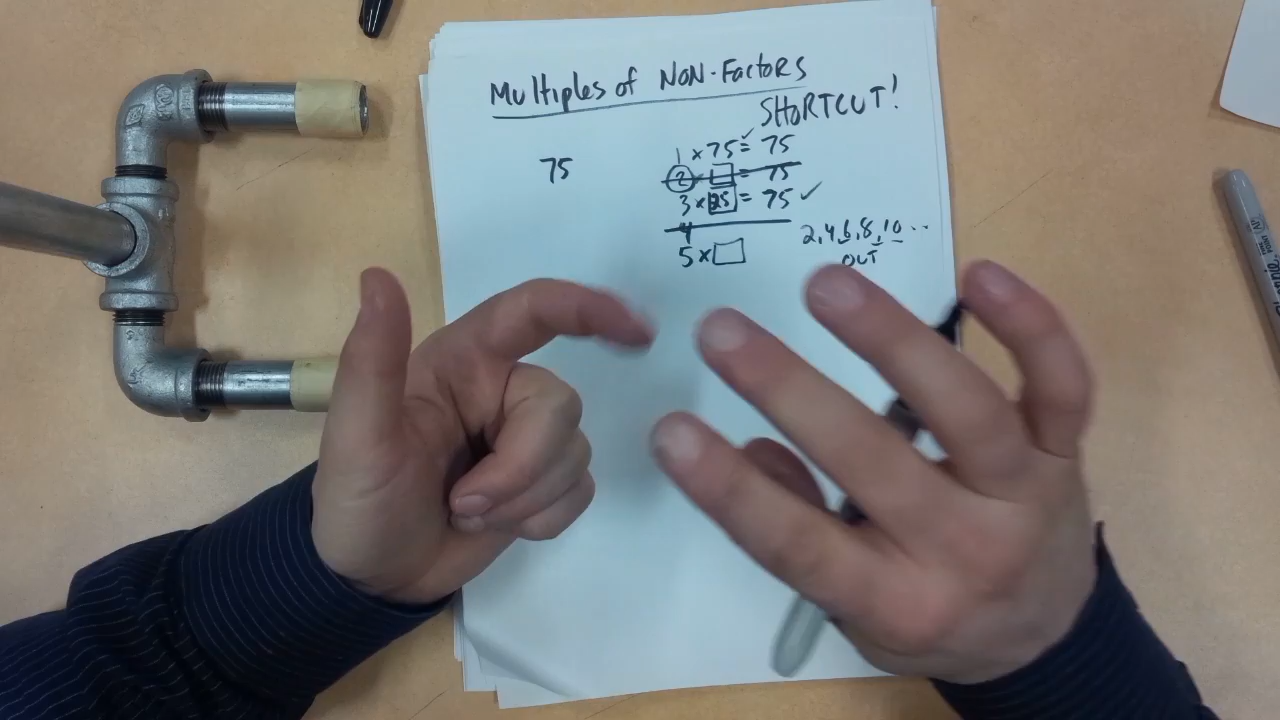 Multiples of NON-Factors
SHORTCUT!
75
1 × 75 = 75
2 × = 75
3 × 25 = 75
4
5 ×
2, 4, 6, 8, 10 ..
OUT